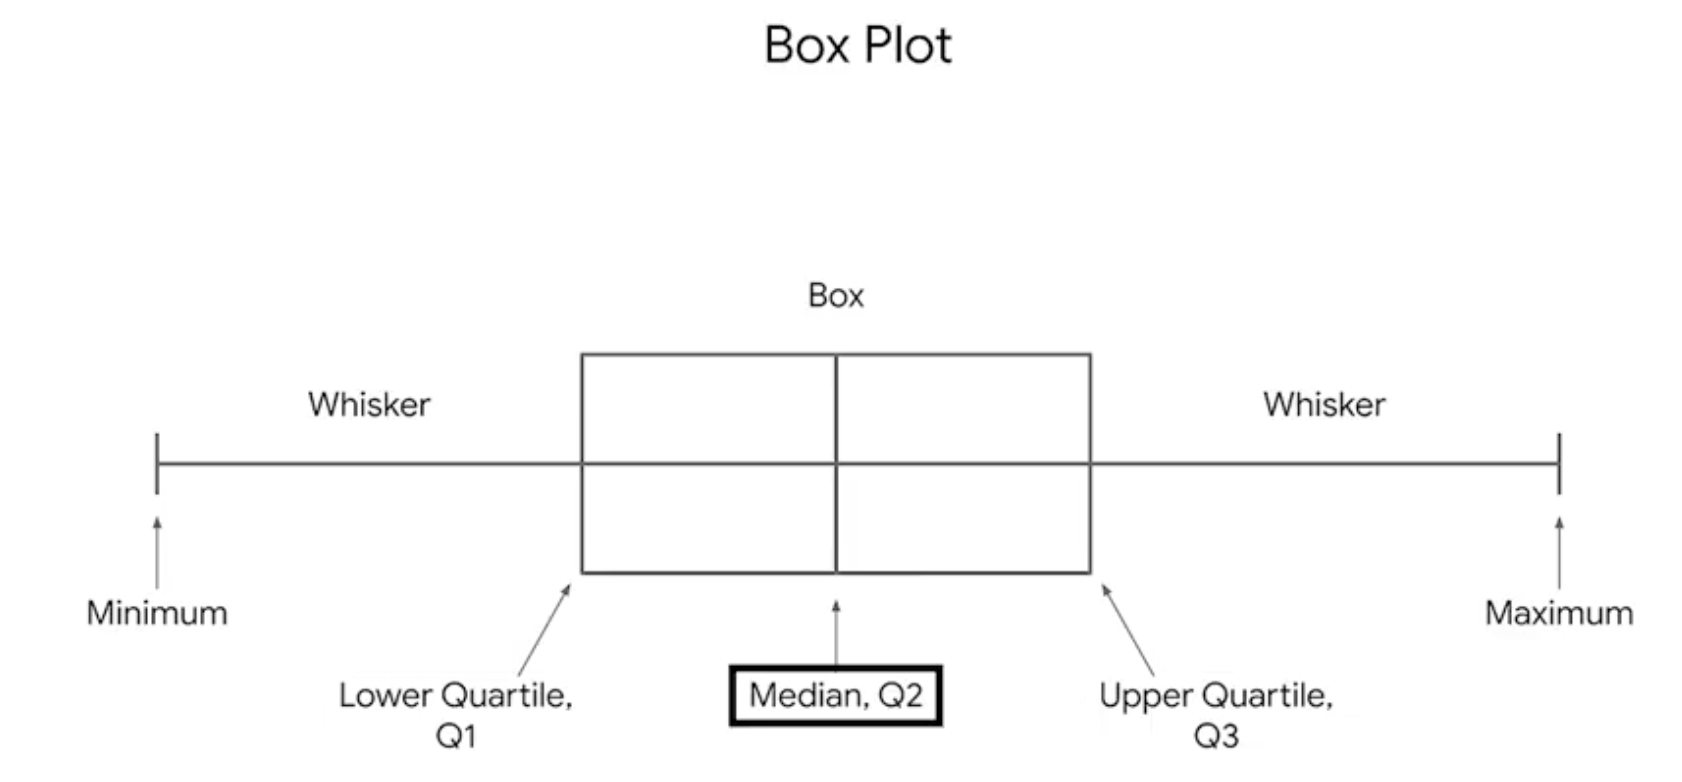 Box Plot
Box
Whisker
Whisker
Minimum
Maximum
Lower Quartile,
Q1
Median, Q2
Upper Quartile,
Q3